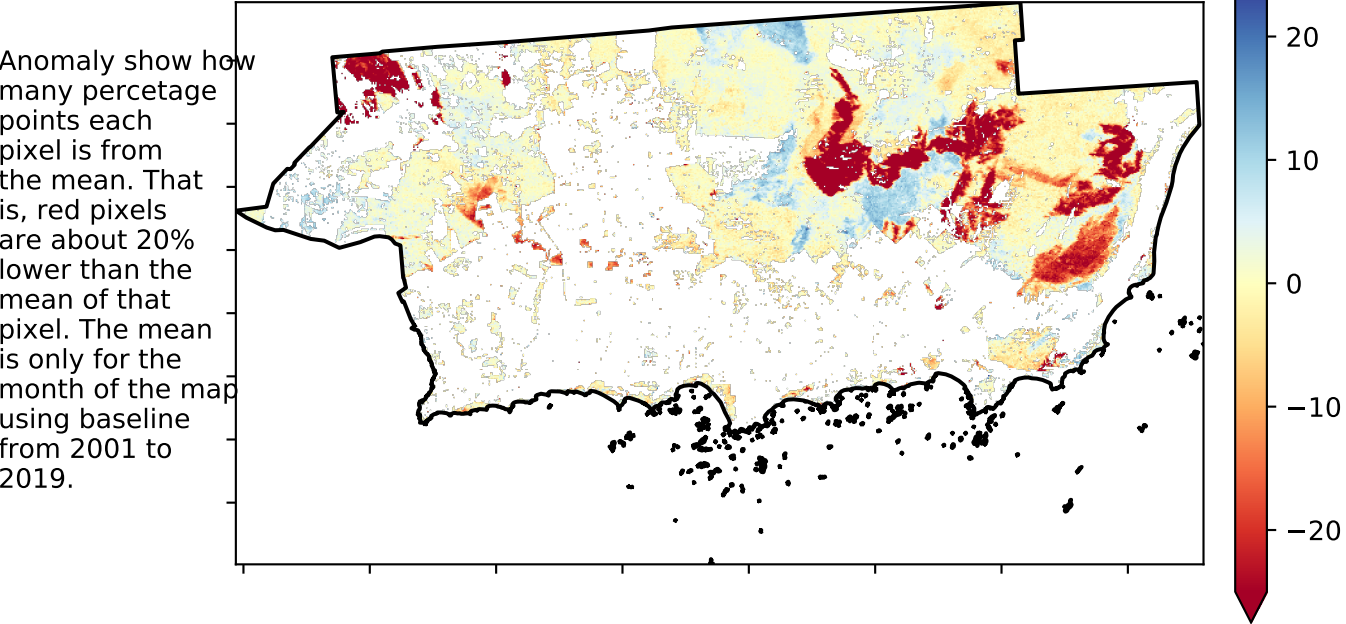 Anomaly show how
many percetage
points each
pixel is from
the mean. That
is, red pixels
are about 20%
lower than the
mean of that
pixel. The mean
is only for the
month of the map
using baseline
from 2001 to
2019.
20
10
0
−10
−20